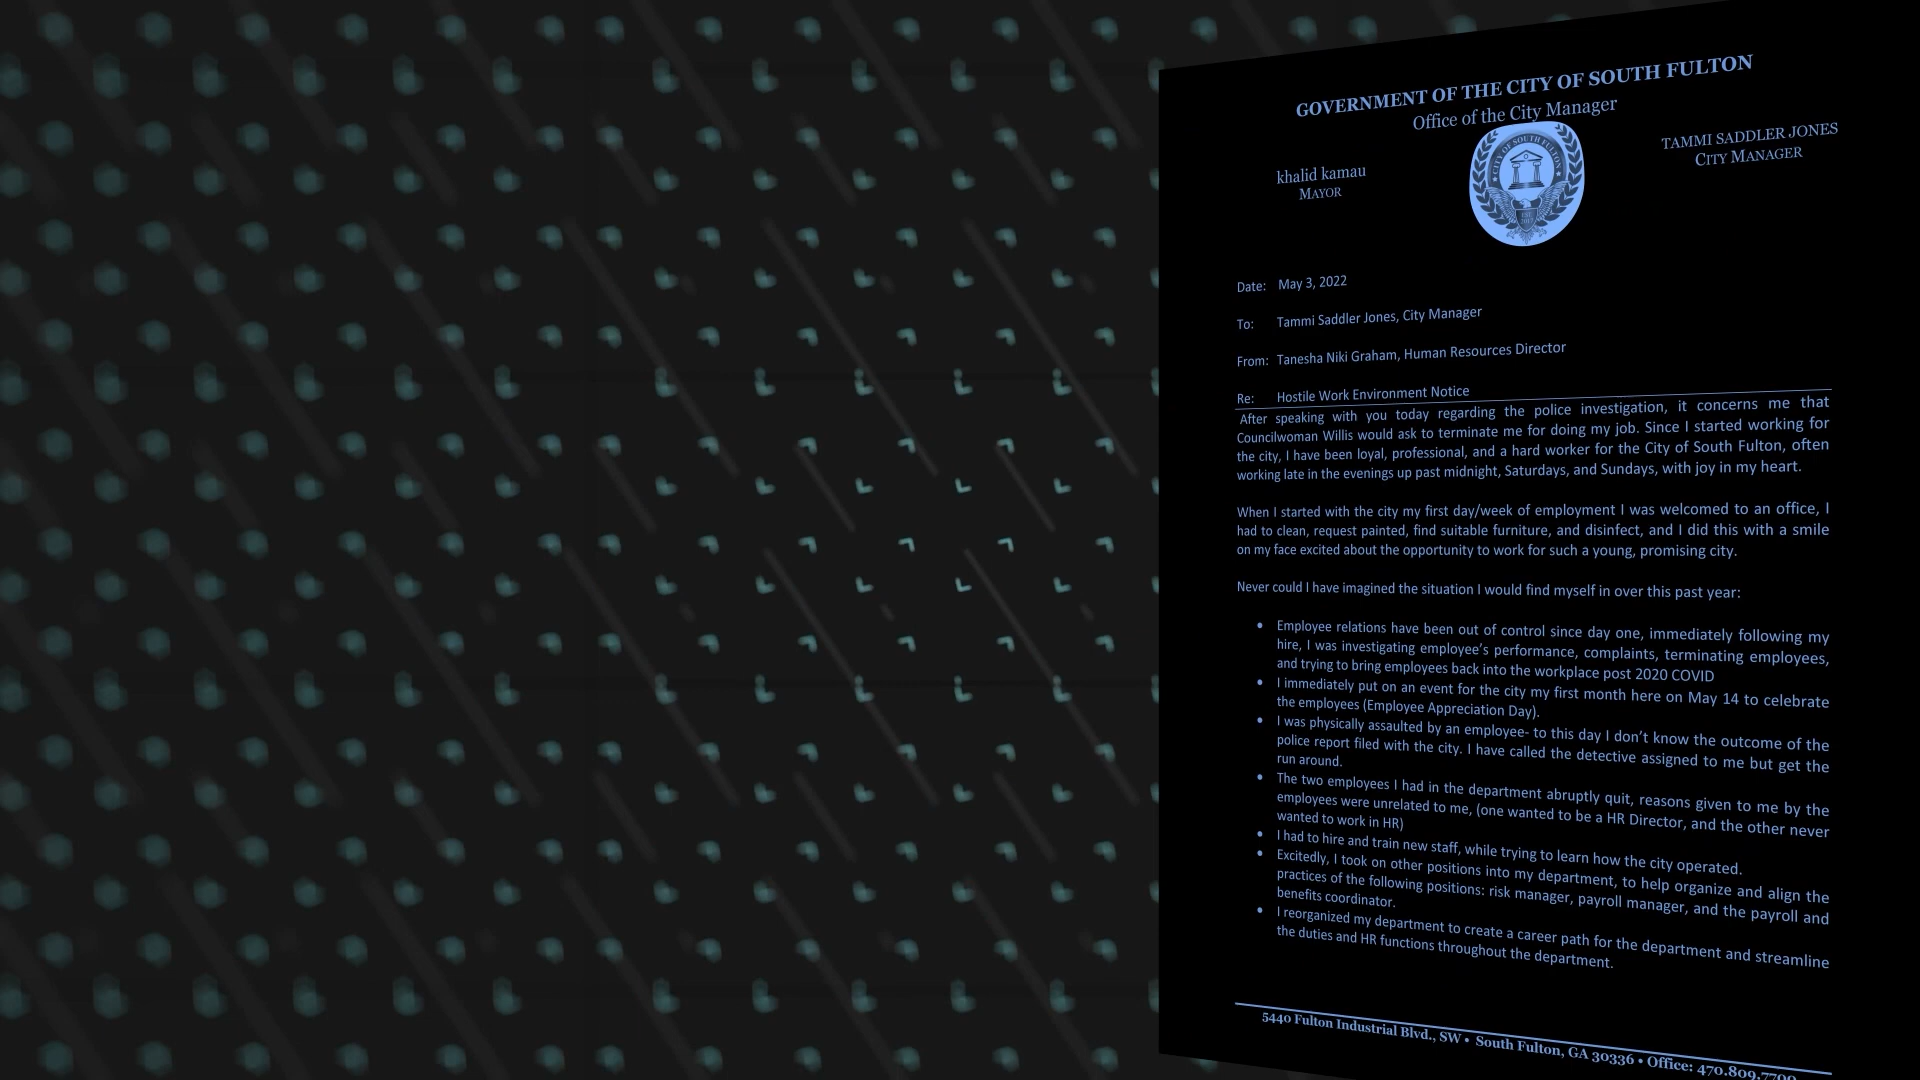 GOVERNMENT OF THE CITY OF SOUTH FULTON
Office of the City Manager
khalid kamau
MAYOR
CITY OF SOUTH FULTON
TAMMI SADDLER JONES
CITY MANAGER
Date: May 3, 2022
To: Tammi Saddler Jones, City Manager
From: Tanesha Niki Graham, Human Resources Director
Re: Hostile Work Environment Notice
After speaking with you today regarding the police investigation, it concerns me that
Councilwoman Willis would ask to terminate me for doing my job. Since I started working for
the city, I have been loyal, professional, and a hard worker for the City of South Fulton, often
working late in the evenings up past midnight, Saturdays, and Sundays, with joy in my heart.
When I started with the city my first day/week of employment I was welcomed to an office, I
had to clean, request painted, find suitable furniture, and disinfect, and I did this with a smile
on my face excited about the opportunity to work for such a young, promising city.
Never could I have imagined the situation I would find myself in over this past year:
• Employee relations have been out of control since day one, immediately following my
hire, I was investigating employee's performance, complaints, terminating employees,
and trying to bring employees back into the workplace post 2020 COVID
• I immediately put on an event for the city my first month here on May 14 to celebrate
the employees (Employee Appreciation Day).
• I was physically assaulted by an employee- to this day I don't know the outcome of the
police report filed with the city. I have called the detective assigned to me but get the
run around.
• The two employees I had in the department abruptly quit, reasons given to me by the
employees were unrelated to me, (one wanted to be a HR Director, and the other never
wanted to work in HR)
• I had to hire and train new staff, while trying to learn how the city operated.
• Excitedly, I took on other positions into my department, to help organize and align the
practices of the following positions: risk manager, payroll manager, and the payroll and
benefits coordinator.
• I reorganized my department to create a career path for the department and streamline
the duties and HR functions throughout the department.
5440 Fulton Industrial Blvd., SW • South Fulton, GA 30336 • Office: 470.809.7700